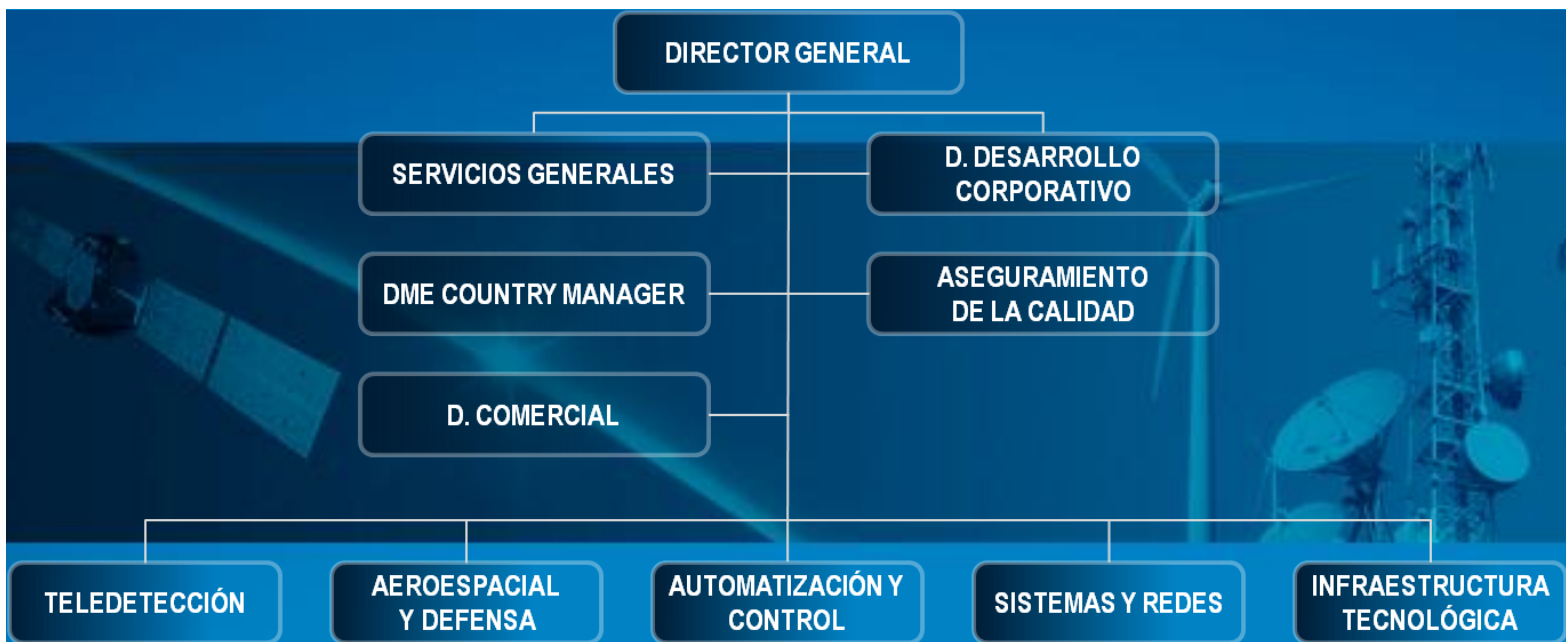 DIRECTOR GENERAL
SERVICIOS GENERALES
D. DESARROLLO
CORPORATIVO
DME COUNTRY MANAGER
ASEGURAMIENTO
DE LA CALIDAD
D. COMERCIAL
TELEDETECCIÓN
AEROESPACIAL
Y DEFENSA
AUTOMATIZACIÓN Y
CONTROL
SISTEMAS Y REDES
INFRAESTRUCTURA
TECNOLÓGICA